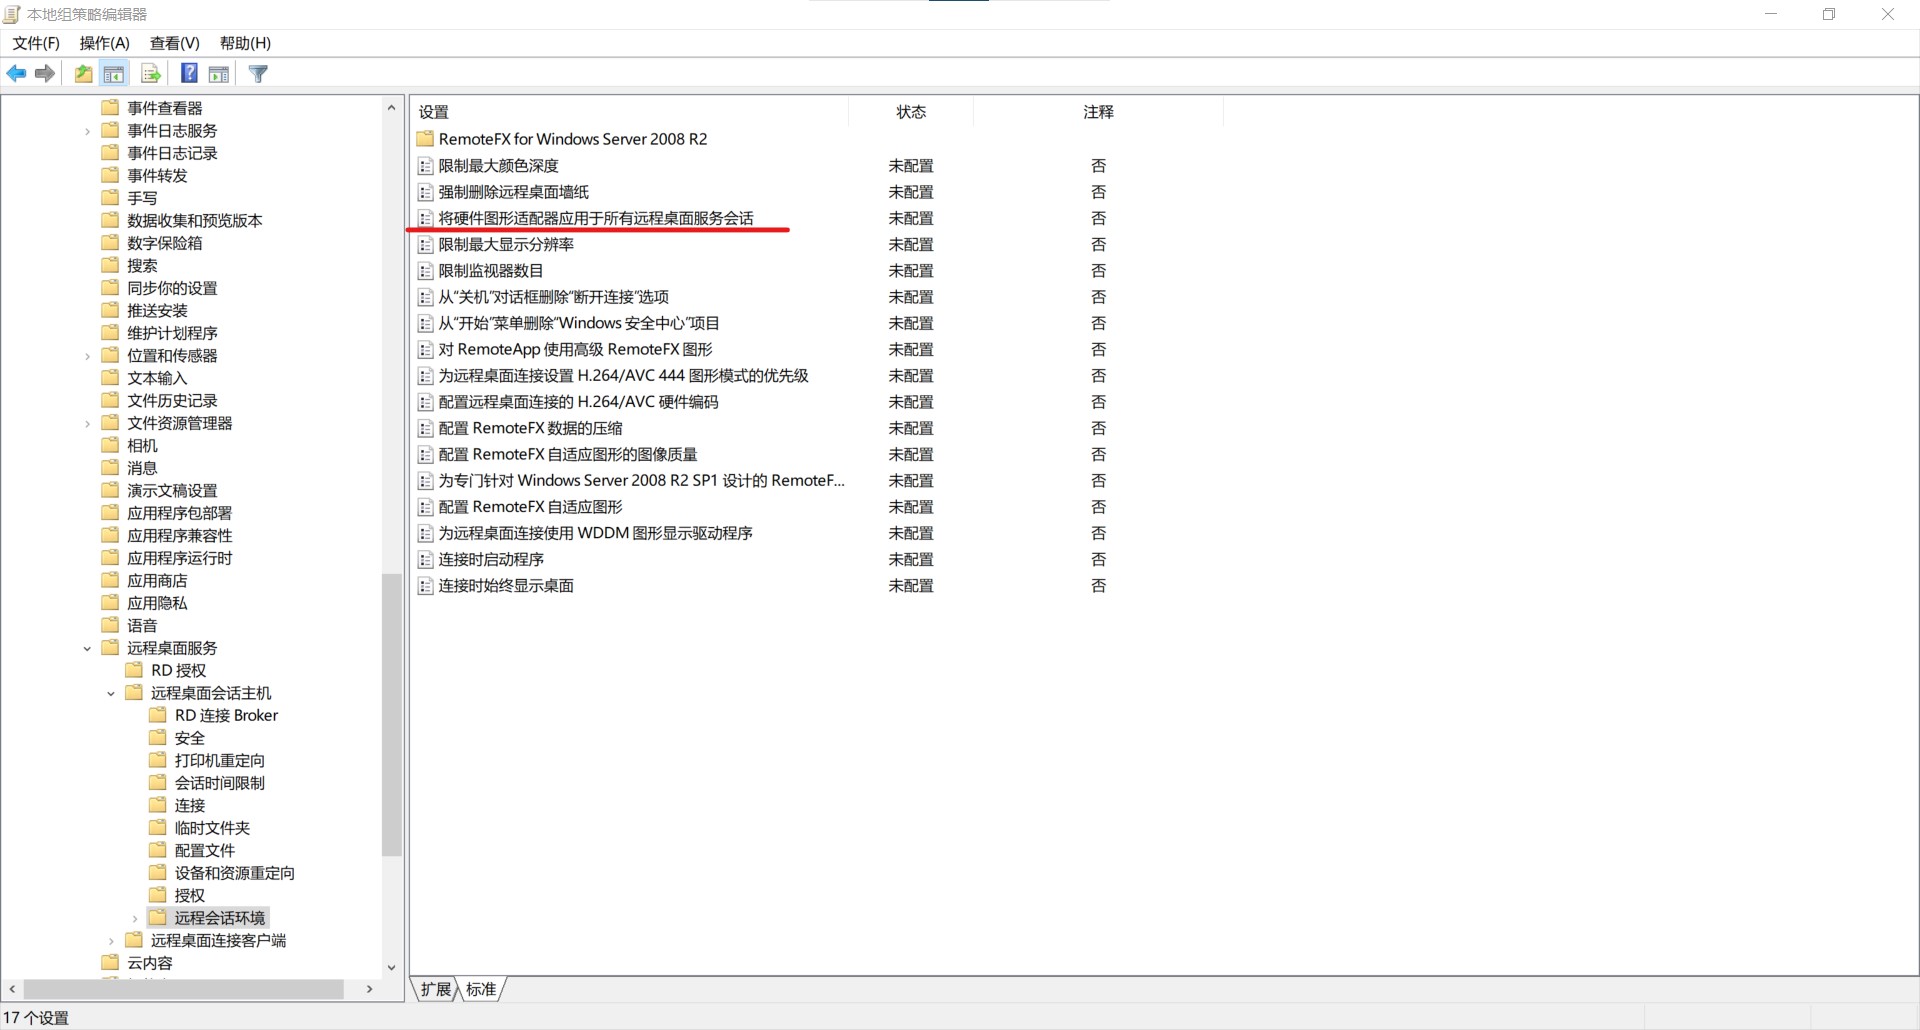 本地组策略编辑器
文件(F) 操作(A) 查看(V) 帮助(H)
事件查看器
事件日志服务
事件日志记录
事件转发
手写
数据收集和预览版本
数字保险箱
搜索
同步你的设置
推送安装
维护计划程序
位置和传感器
文本输入
文件历史记录
文件资源管理器
相机
消息
演示文稿设置
应用程序包部署
应用程序兼容性
应用程序运行时
应用商店
应用隐私
语音
远程桌面服务
RD 授权
远程桌面会话主机
RD 连接 Broker
安全
打印机重定向
会话时间限制
连接
临时文件夹
配置文件
设备和资源重定向
授权
远程会话环境
远程桌面连接客户端
云内容
设置 状态 注释
RemoteFX for Windows Server 2008 R2
限制最大颜色深度 未配置 否
强制删除远程桌面墙纸 未配置 否
将硬件图形适配器应用于所有远程桌面服务会话 未配置 否
限制最大显示分辨率 未配置 否
限制监视器数目 未配置 否
从“关机”对话框删除“断开连接”选项 未配置 否
从“开始”菜单删除“Windows 安全中心”项目 未配置 否
对 RemoteApp 使用高级 RemoteFX 图形 未配置 否
为远程桌面连接设置 H.264/AVC 444 图形模式的优先级 未配置 否
配置远程桌面连接的 H.264/AVC 硬件编码 未配置 否
配置 RemoteFX 数据的压缩 未配置 否
配置 RemoteFX 自适应图形的图像质量 未配置 否
为专门针对 Windows Server 2008 R2 SP1 设计的 RemoteF... 未配置 否
配置 RemoteFX 自适应图形 未配置 否
为远程桌面连接使用 WDDM 图形显示驱动程序 未配置 否
连接时启动程序 未配置 否
连接时始终显示桌面 未配置 否
扩展 标准
17 个设置